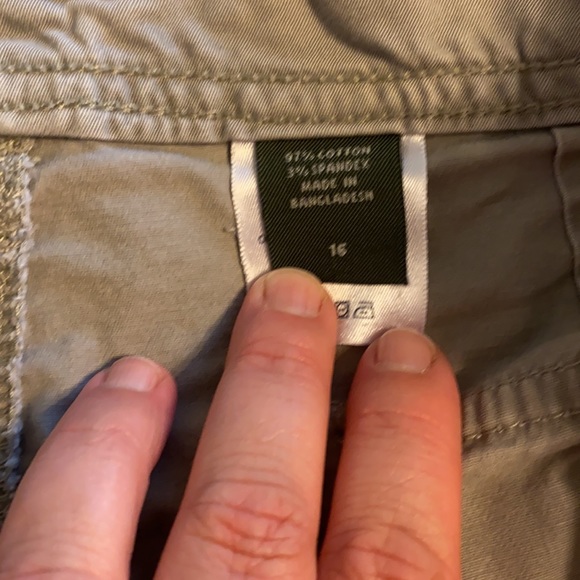 97% COTTON
3% SPANDEX
MADE IN
BANGLADESH
16